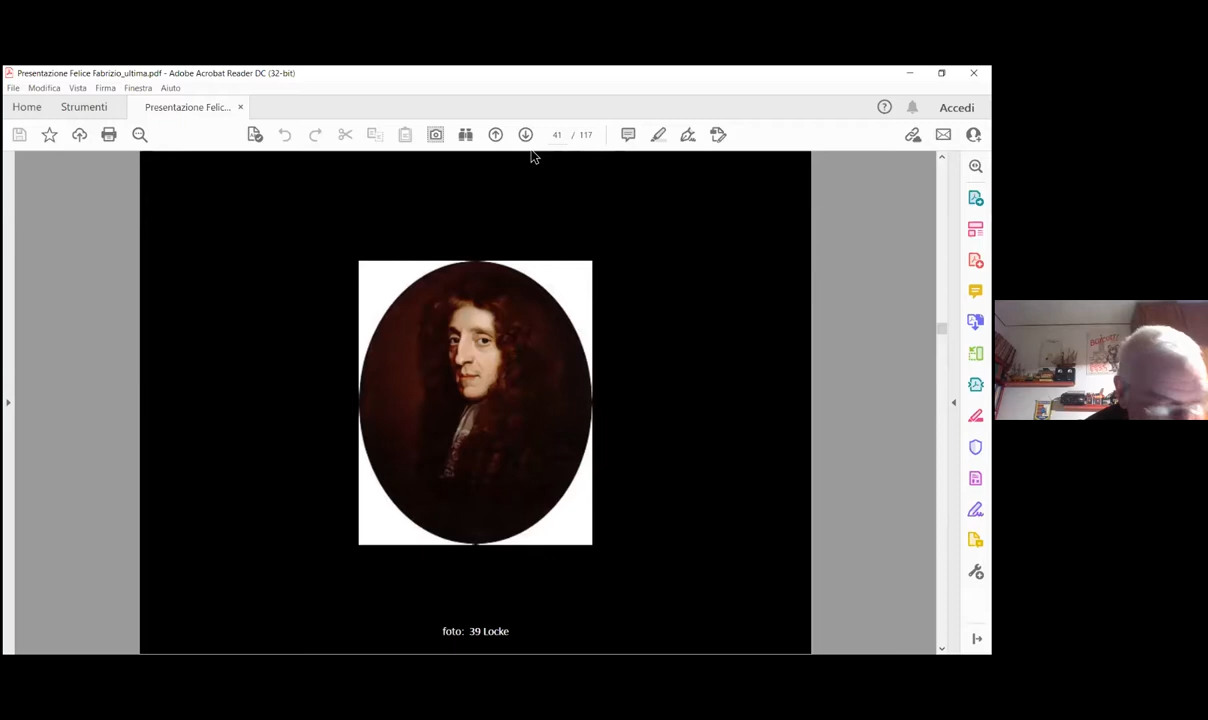 Presentazione Felice Fabrizio_ultima.pdf - Adobe Acrobat Reader DC (32-bit)
File Modifica Vista Firma Finestra Aiuto
Home Strumenti Presentazione Felic... × Accedi
41 / 117
foto: 39 Locke